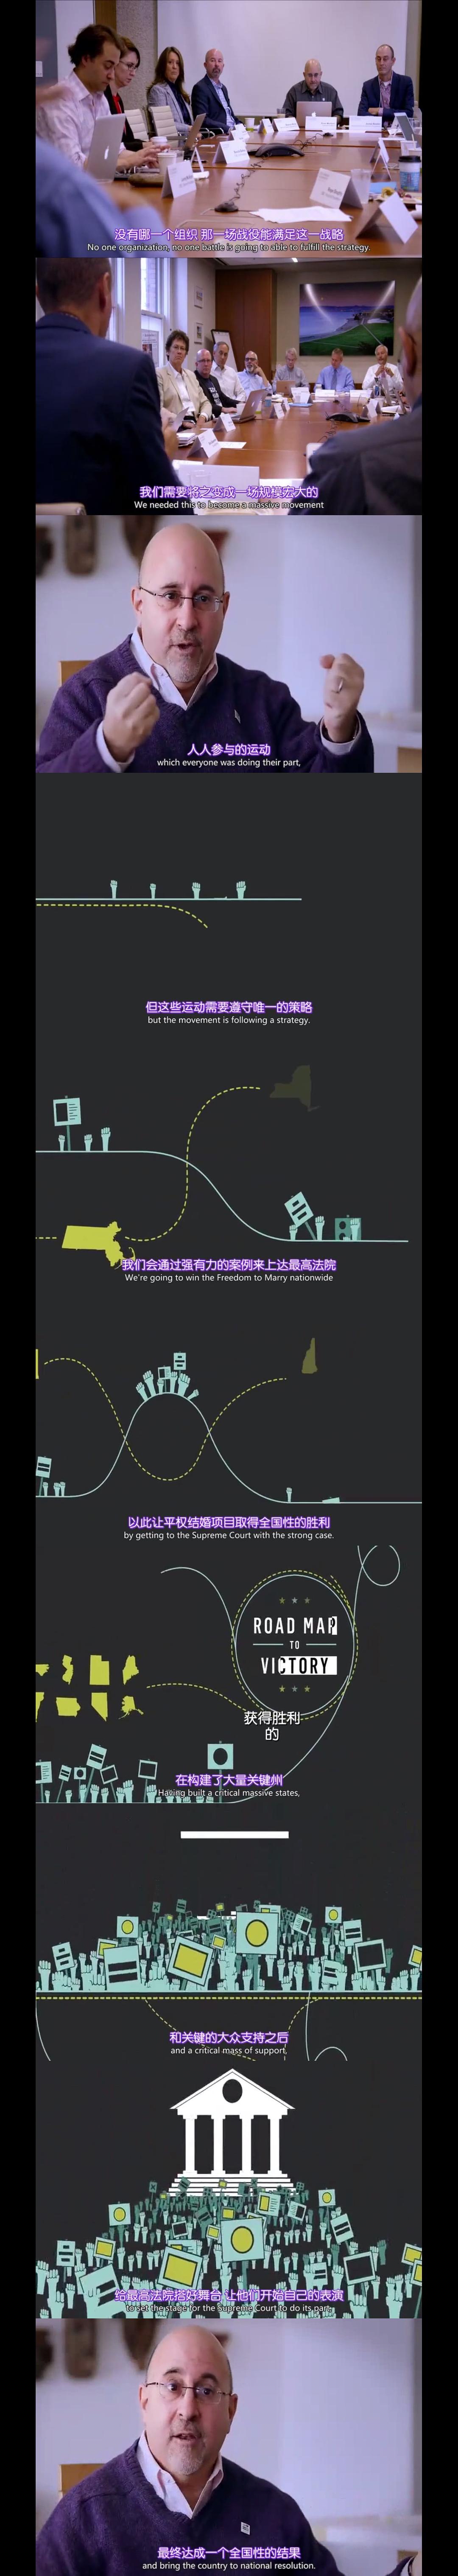 没有哪一个组织 那一场战役能满足这一战略
No one organization, no one battle is going to able to fulfill the strategy.
我们需要将之变成一场规模宏大的
We needed this to become a massive movement
人人参与的运动
which everyone was doing their part,
但这些运动需要遵守唯一的策略
but the movement is following a strategy.
我们会通过强有力的案例来上达最高法院
We're going to win the Freedom to Marry nationwide
以此让平权结婚项目取得全国性的胜利
by getting to the Supreme Court with the strong case.
ROAD MAP
TO
VICTORY
获得胜利
的
在构建了大量关键州
Having built a critical massive states,
和关键的大众支持之后
and a critical mass of support,
给最高法院搭好舞台 让他们开始自己的表演
to set the stage for the Supreme Court to do its part
最终达成一个全国性的结果
and bring the country to national resolution.